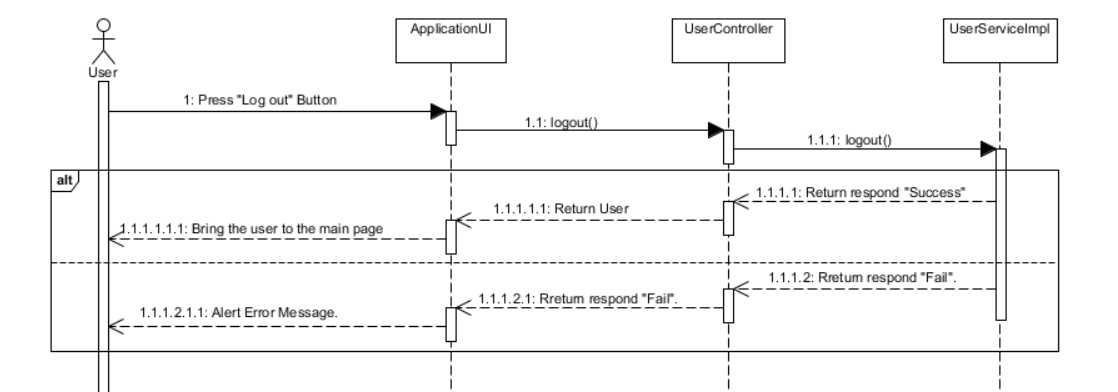 ApplicationUI
UserController
UserServiceImpl
User
1: Press "Log out" Button
1.1: logout()
1.1.1: logout()
alt
1.1.1.1: Return respond "Success"
1.1.1.1.1: Return User
1.1.1.1.1.1: Bring the user to the main page
1.1.1.2: Rreturn respond "Fail".
1.1.1.2.1: Rreturn respond "Fail".
1.1.1.2.1.1: Alert Error Message.